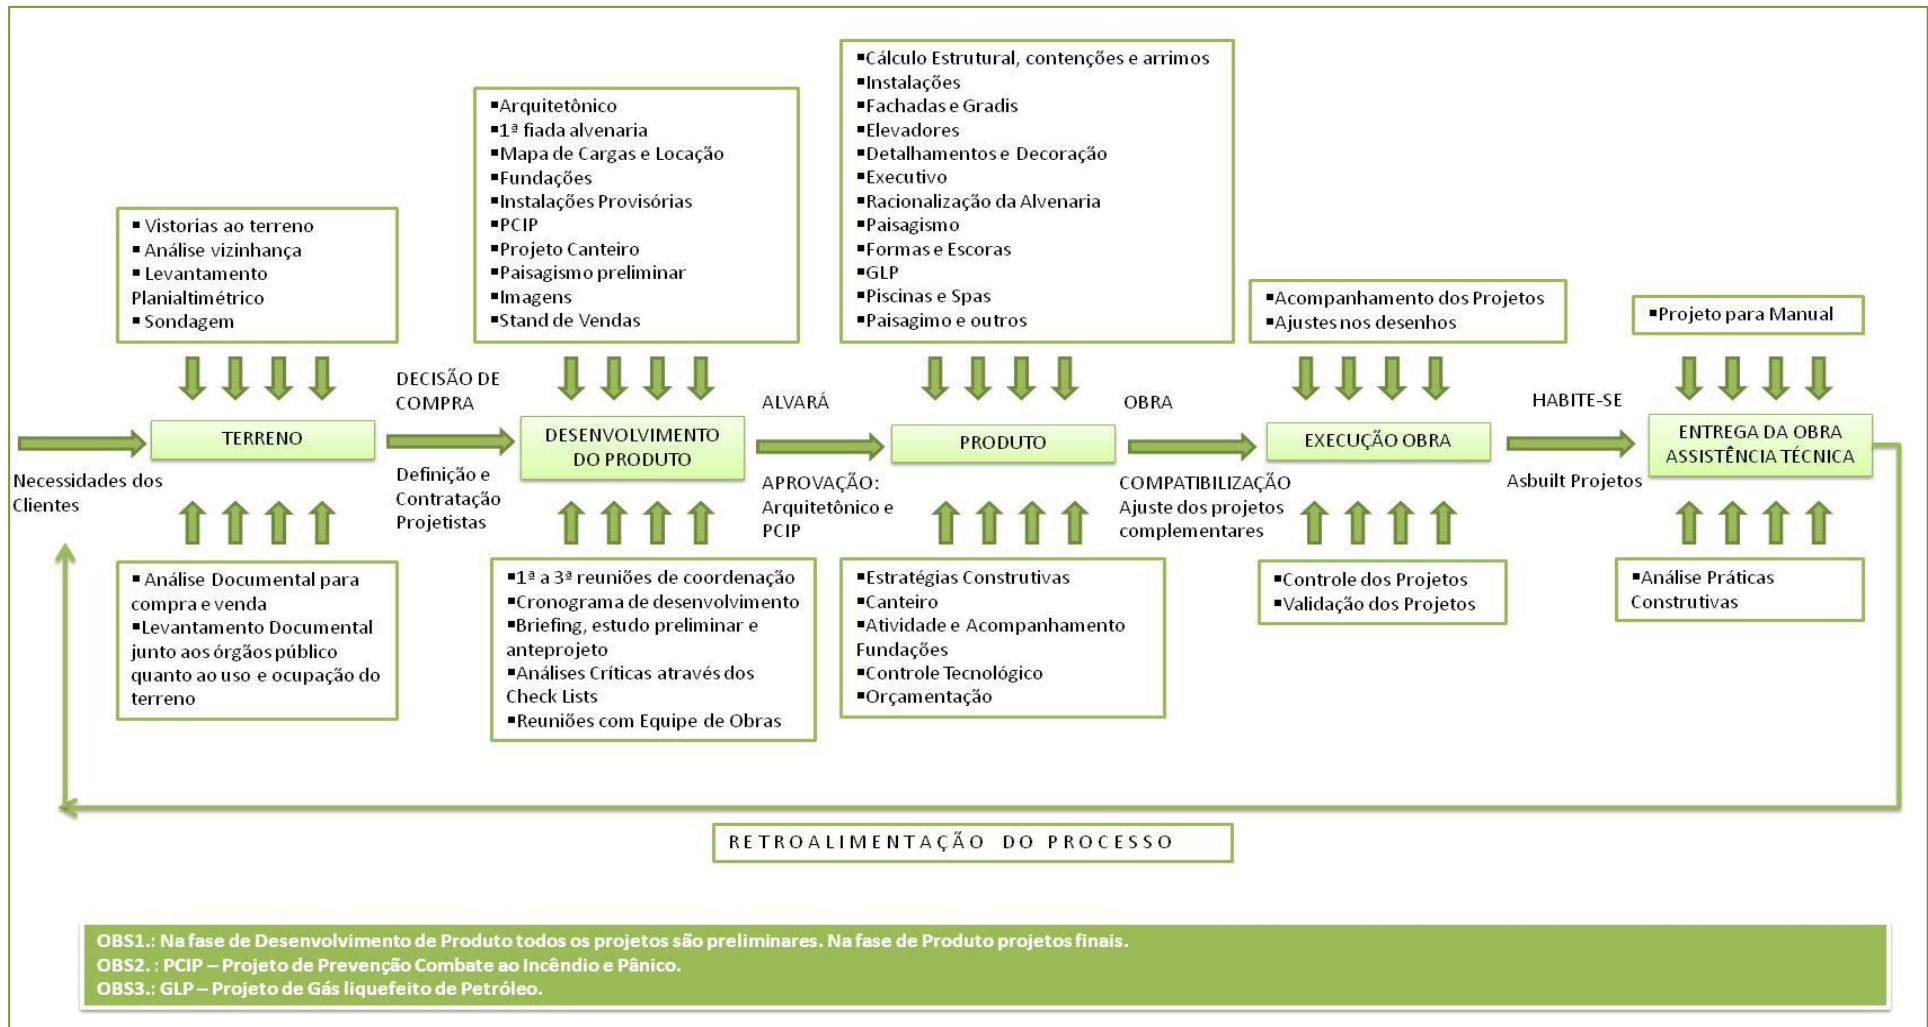 ▪ Vistorias ao terreno
▪ Análise vizinhança
▪ Levantamento
Planialtimétrico
▪ Sondagem
▪Arquitetônico
▪1ª fiada alvenaria
▪Mapa de Cargas e Locação
▪Fundações
▪Instalações Provisórias
▪PCIP
▪Projeto Canteiro
▪Paisagismo preliminar
▪Imagens
▪Stand de Vendas
▪Cálculo Estrutural, contenções e arrimos
▪Instalações
▪Fachadas e Gradis
▪Elevadores
▪Detalhamentos e Decoração
▪Executivo
▪Racionalização da Alvenaria
▪Paisagismo
▪Formas e Escoras
▪GLP
▪Piscinas e Spas
▪Paisagimo e outros
▪Acompanhamento dos Projetos
▪Ajustes nos desenhos
▪Projeto para Manual
Necessidades dos
Clientes
TERRENO
DECISÃO DE
COMPRA
Definição e
Contratação
Projetistas
DESENVOLVIMENTO
DO PRODUTO
ALVARÁ
APROVAÇÃO:
Arquitetônico e
PCIP
PRODUTO
OBRA
COMPATIBILIZAÇÃO
Ajuste dos projetos
complementares
EXECUÇÃO OBRA
HABITE-SE
Asbuilt Projetos
ENTREGA DA OBRA
ASSISTÊNCIA TÉCNICA
▪ Análise Documental para
compra e venda
▪Levantamento Documental
junto aos órgãos público
quanto ao uso e ocupação do
terreno
▪1ª a 3ª reuniões de coordenação
▪Cronograma de desenvolvimento
▪Briefing, estudo preliminar e
anteprojeto
▪Análises Críticas através dos
Check Lists
▪Reuniões com Equipe de Obras
▪Estratégias Construtivas
▪Canteiro
▪Atividade e Acompanhamento
Fundações
▪Controle Tecnológico
▪Orçamentação
▪Controle dos Projetos
▪Validação dos Projetos
▪Análise Práticas
Construtivas
RETROALIMENTAÇÃO DO PROCESSO
OBS1.: Na fase de Desenvolvimento de Produto todos os projetos são preliminares. Na fase de Produto projetos finais.
OBS2. : PCIP – Projeto de Prevenção Combate ao Incêndio e Pânico.
OBS3.: GLP – Projeto de Gás liquefeito de Petróleo.